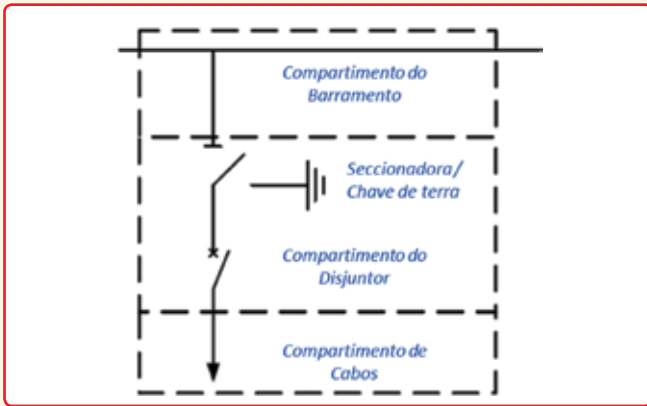 Compartimento do
Barramento
Seccionadora/
Chave de terra
Compartimento do
Disjuntor
Compartimento de
Cabos